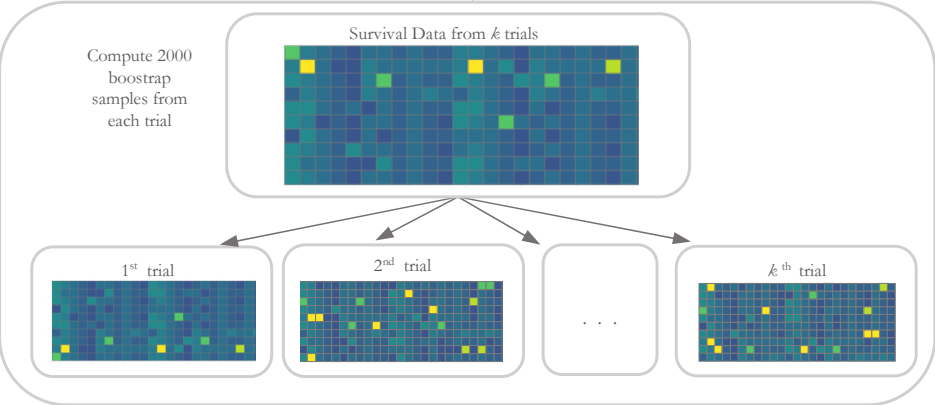 Survival Data from k trials
Compute 2000
boostrap
samples from
each trial
1st trial
2nd trial
. . .
k th trial